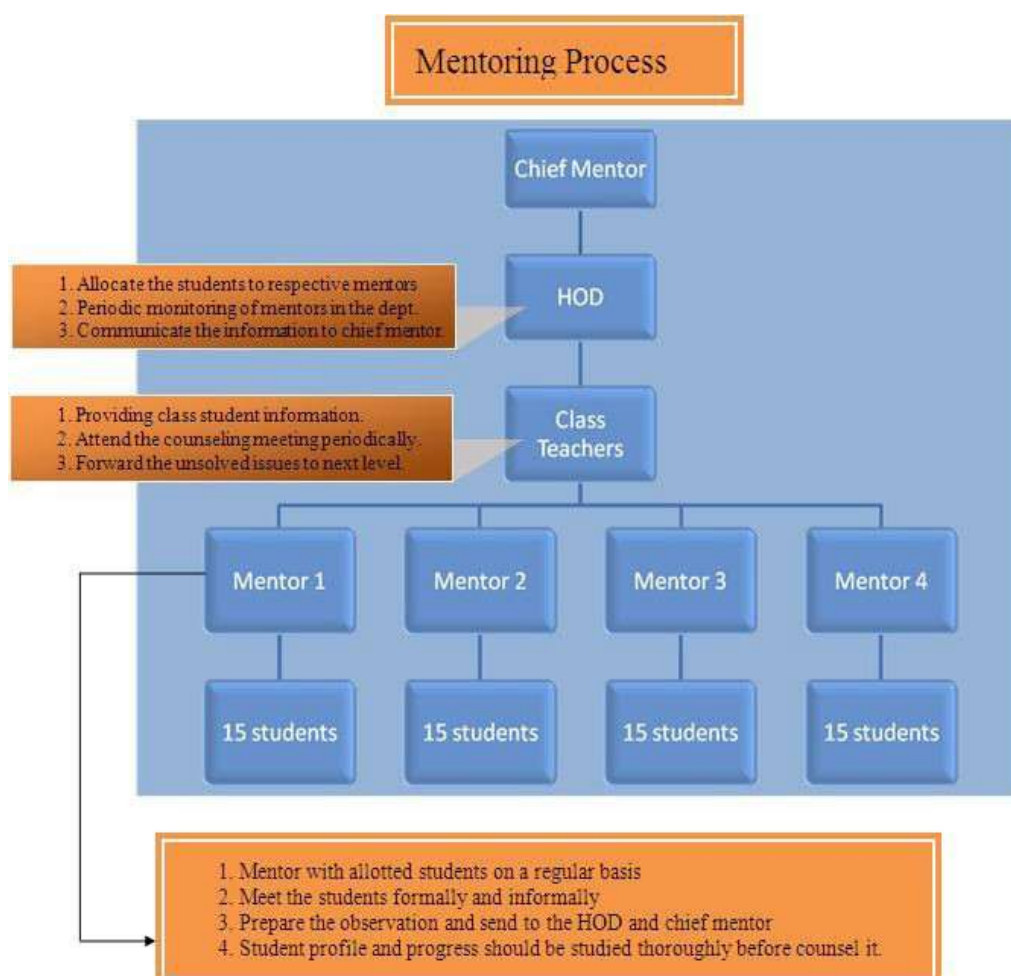 Mentoring Process
Chief Mentor
1. Allocate the students to respective mentors
2. Periodic monitoring of mentors in the dept.
3. Communicate the information to chief mentor.
HOD
1. Providing class student information.
2. Attend the counseling meeting periodically.
3. Forward the unsolved issues to next level.
Class
Teachers
Mentor 1
Mentor 2
Mentor 3
Mentor 4
15 students
15 students
15 students
15 students
1. Mentor with allotted students on a regular basis
2. Meet the students formally and informally
3. Prepare the observation and send to the HOD and chief mentor
4. Student profile and progress should be studied thoroughly before counsel it.